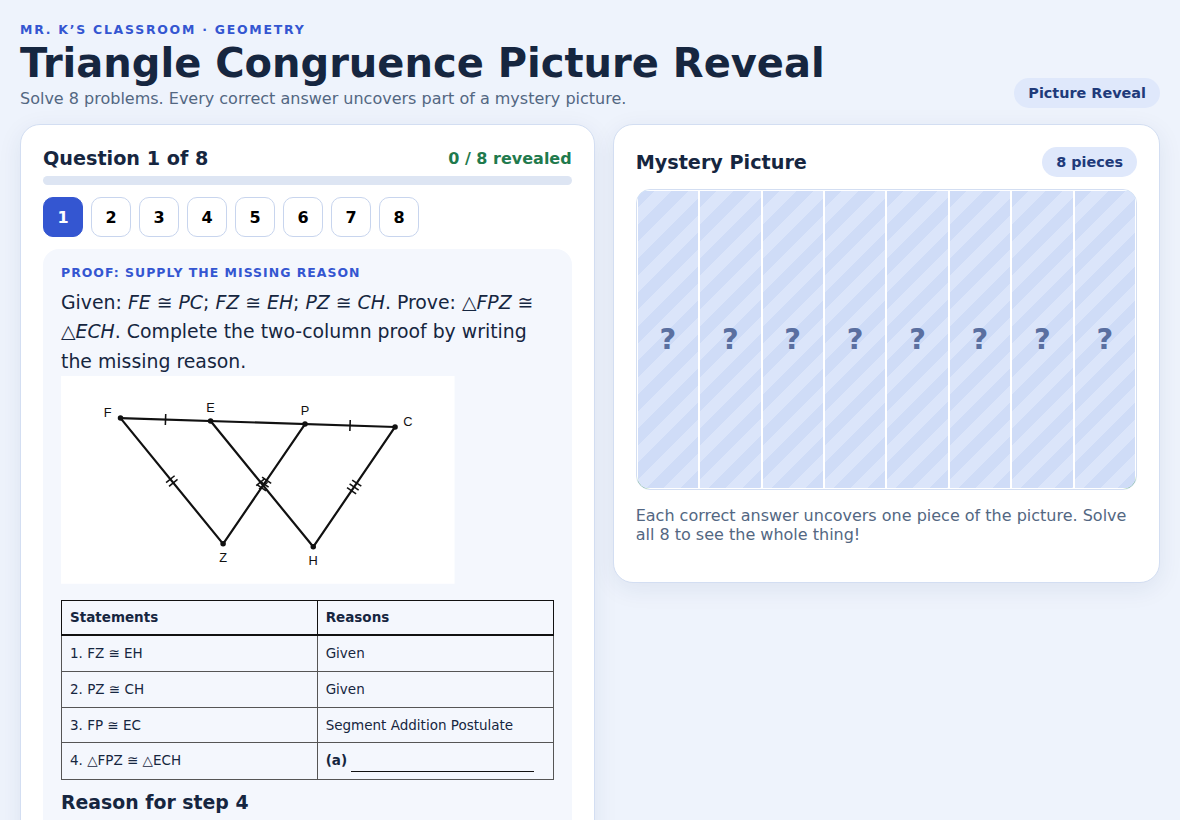 MR. K’S CLASSROOM · GEOMETRY
Triangle Congruence Picture Reveal
Solve 8 problems. Every correct answer uncovers part of a mystery picture.
Picture Reveal
Question 1 of 8
0 / 8 revealed
1 2 3 4 5 6 7 8
PROOF: SUPPLY THE MISSING REASON
Given: FE ≅ PC; FZ ≅ EH; PZ ≅ CH. Prove: △FPZ ≅
△ECH. Complete the two-column proof by writing
the missing reason.
F E P C
Z H
Statements Reasons
1. FZ ≅ EH Given
2. PZ ≅ CH Given
3. FP ≅ EC Segment Addition Postulate
4. △FPZ ≅ △ECH (a)
Reason for step 4
Mystery Picture
8 pieces
? ? ? ? ? ? ? ?
Each correct answer uncovers one piece of the picture. Solve
all 8 to see the whole thing!